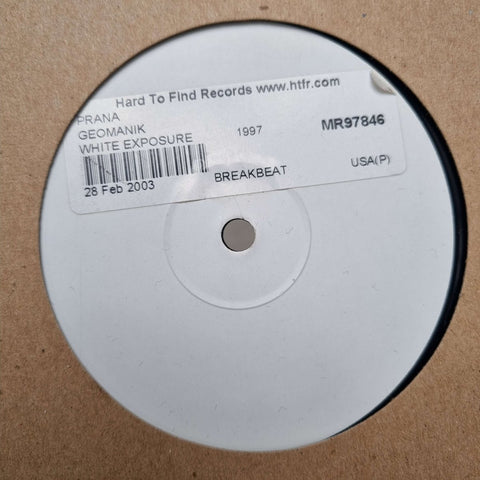 Hard To Find Records www.htfr.com
PRANA
GEOMANIK
WHITE EXPOSURE 1997 MR97846
BREAKBEAT USA(P)
28 Feb 2003